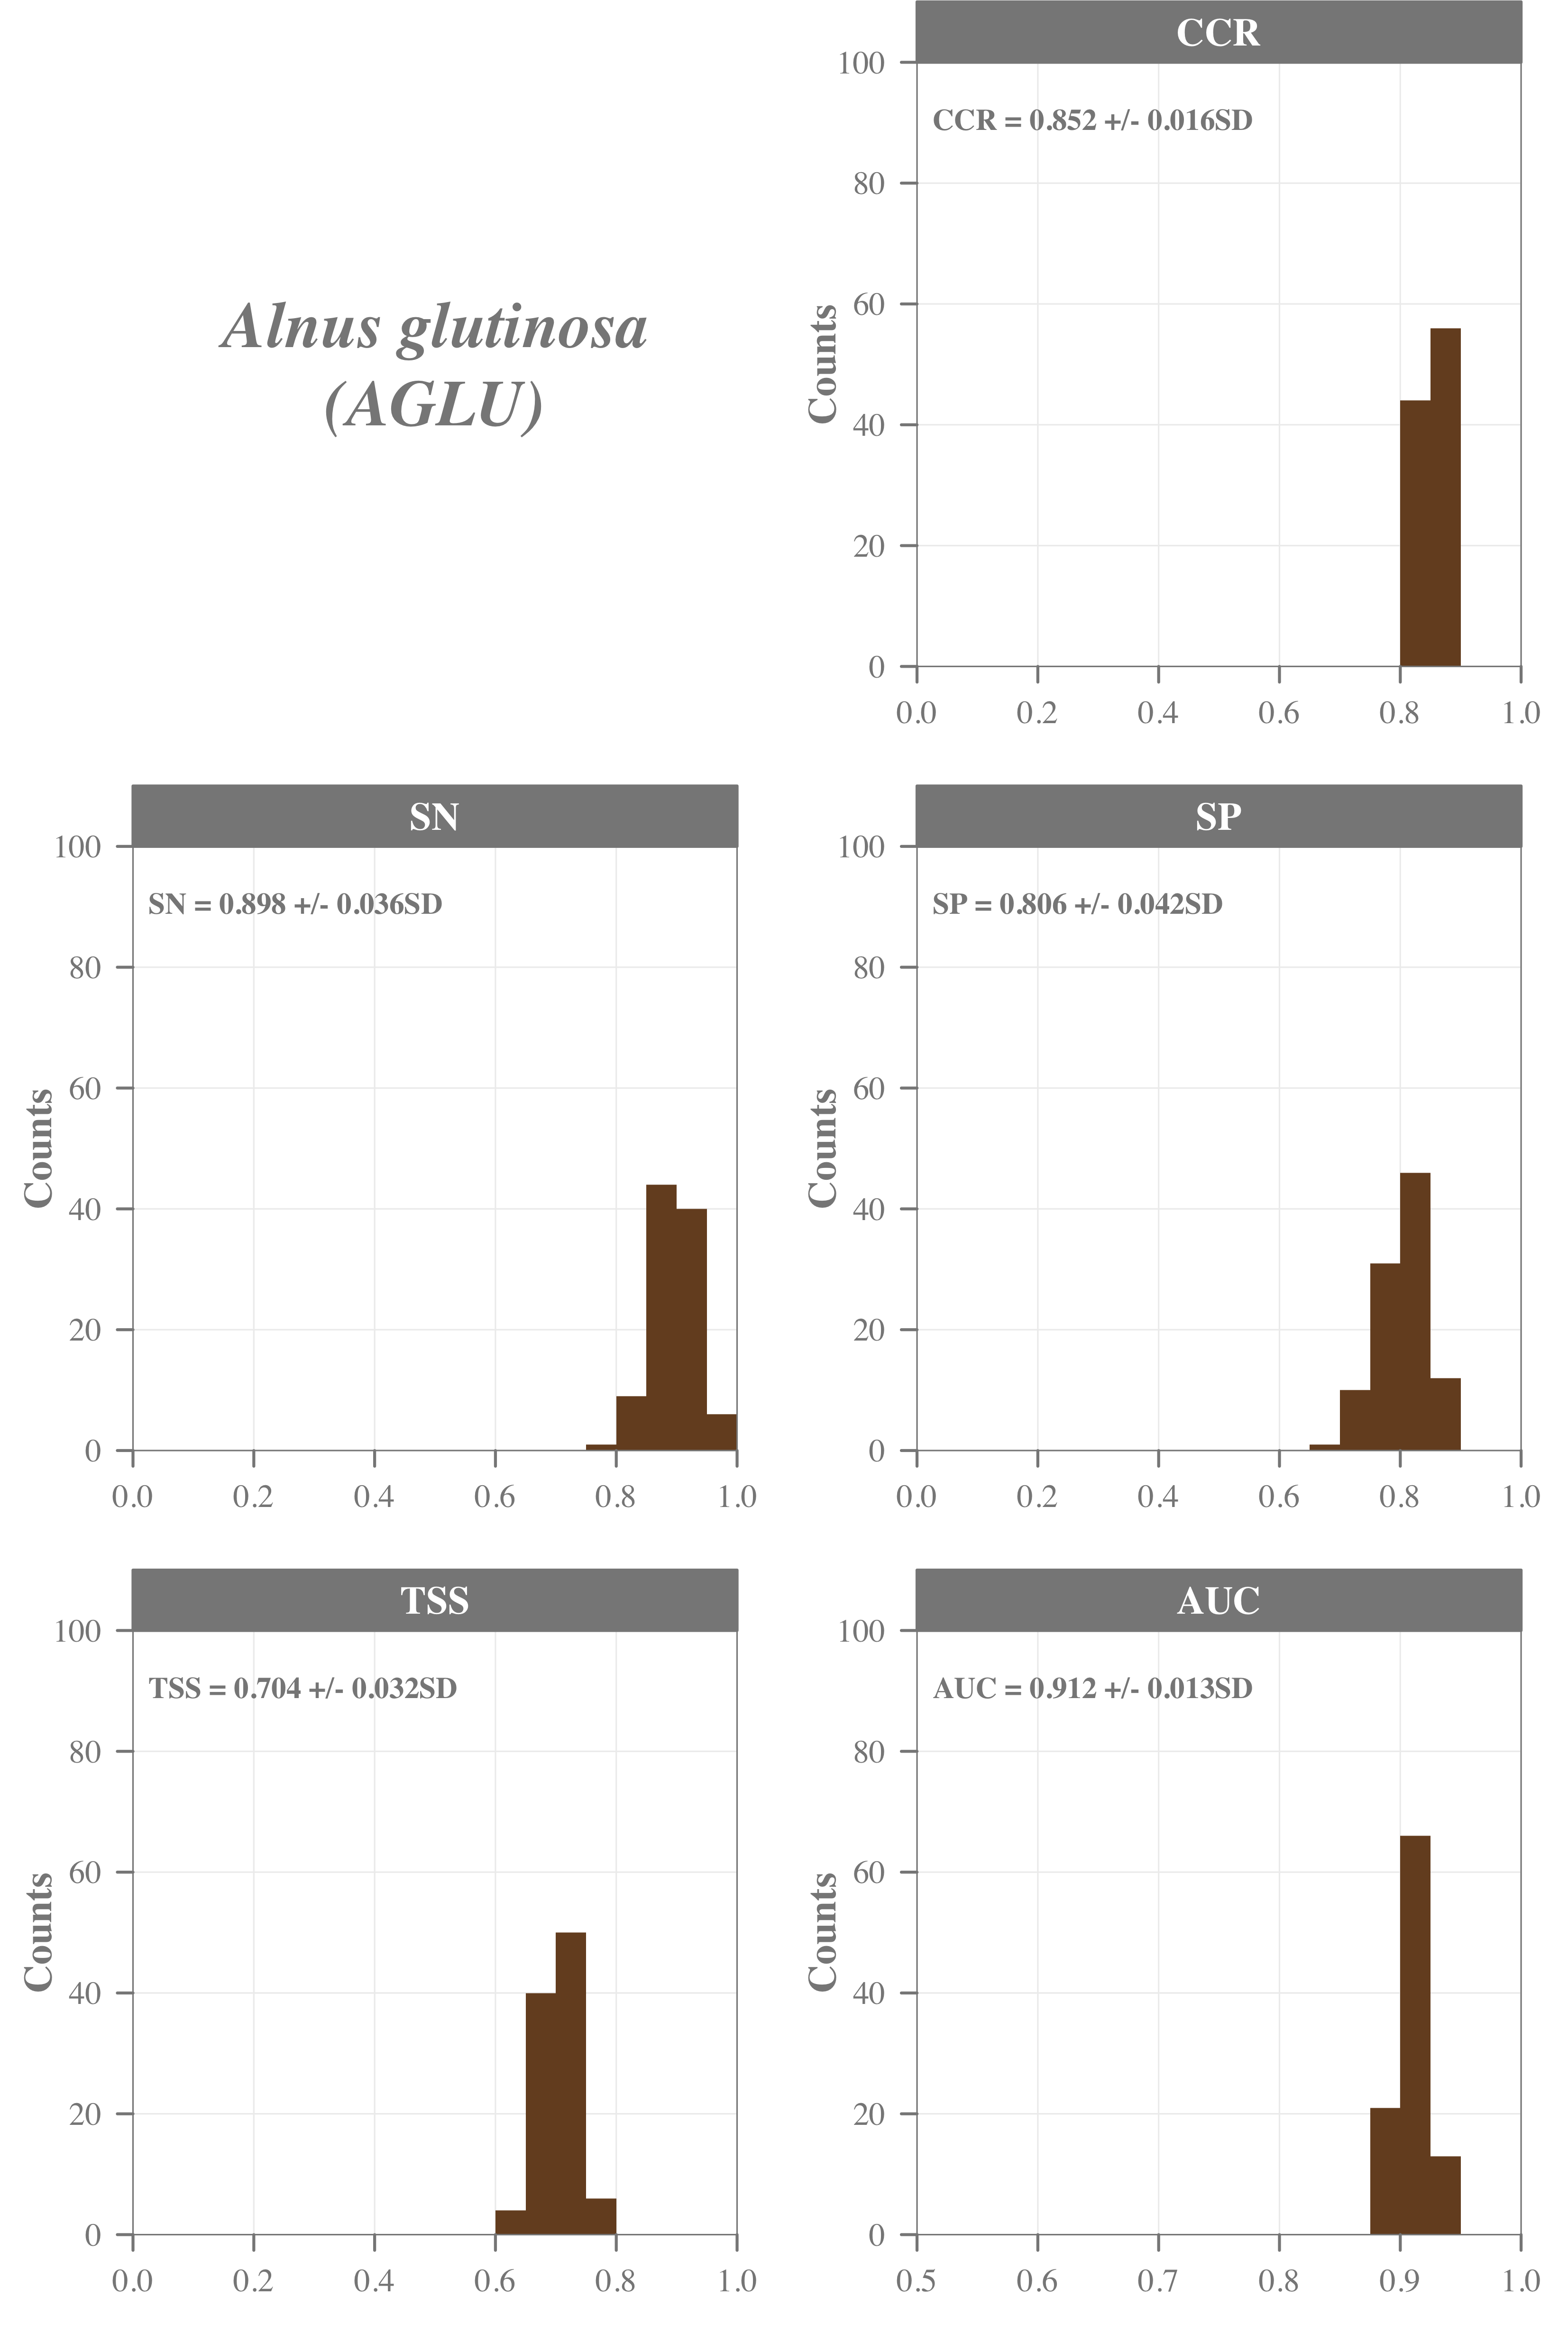 CCR
100
CCR = 0.852 +/- 0.016SD
80
60
Counts
40
20
0
0.0 0.2 0.4 0.6 0.8 1.0
Alnus glutinosa
(AGLU)
SN
100
SN = 0.898 +/- 0.036SD
80
60
Counts
40
20
0
0.0 0.2 0.4 0.6 0.8 1.0
SP
100
SP = 0.806 +/- 0.042SD
80
60
Counts
40
20
0
0.0 0.2 0.4 0.6 0.8 1.0
TSS
100
TSS = 0.704 +/- 0.032SD
80
60
Counts
40
20
0
0.0 0.2 0.4 0.6 0.8 1.0
AUC
100
AUC = 0.912 +/- 0.013SD
80
60
Counts
40
20
0
0.5 0.6 0.7 0.8 0.9 1.0